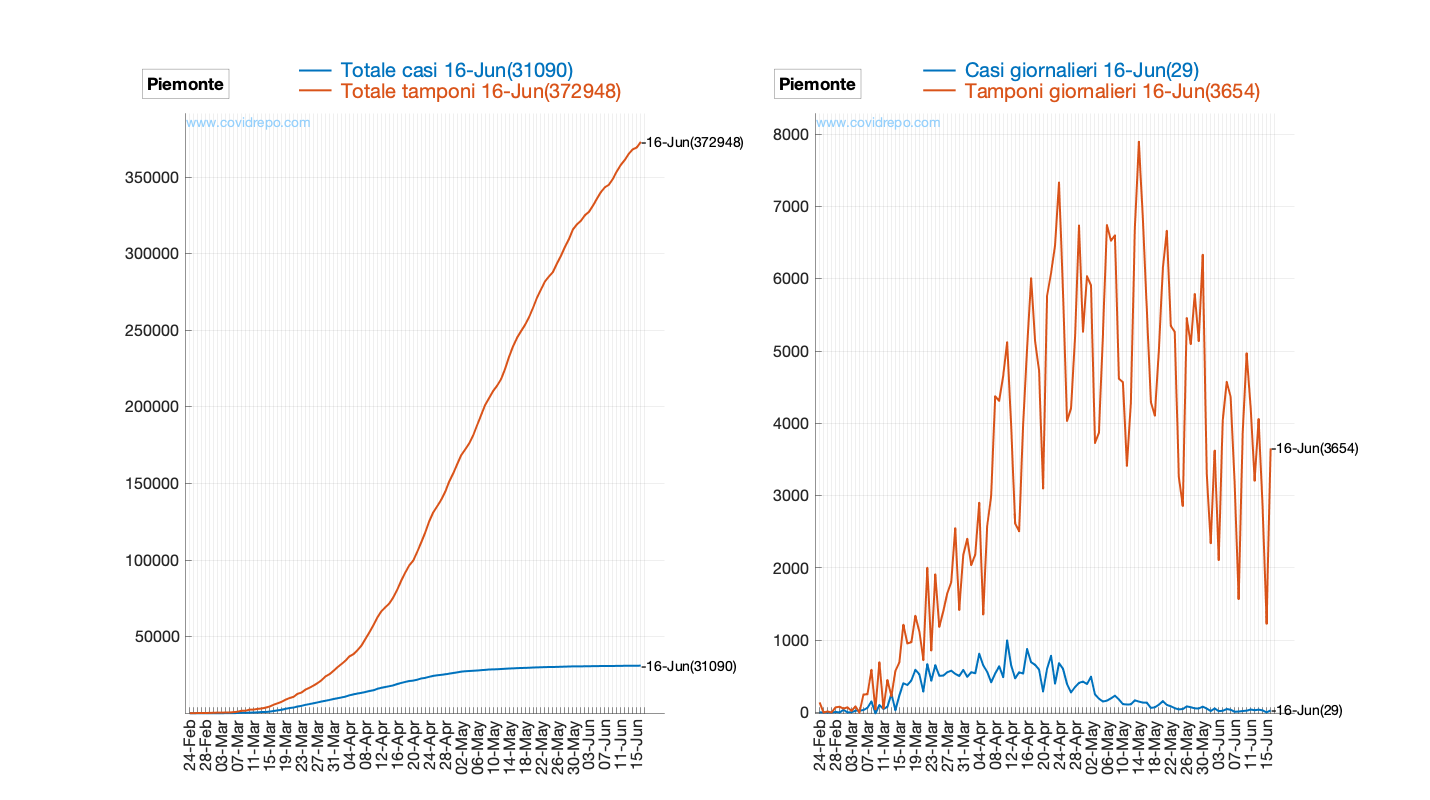 Piemonte
Totale casi 16-Jun(31090)
Totale tamponi 16-Jun(372948)
www.covidrepo.com
16-Jun(372948)
350000
300000
250000
200000
150000
100000
50000
16-Jun(31090)
24-Feb
28-Feb
03-Mar
07-Mar
11-Mar
15-Mar
19-Mar
23-Mar
27-Mar
31-Mar
04-Apr
08-Apr
12-Apr
16-Apr
20-Apr
24-Apr
28-Apr
02-May
06-May
10-May
14-May
18-May
22-May
26-May
30-May
03-Jun
07-Jun
11-Jun
15-Jun
Piemonte
Casi giornalieri 16-Jun(29)
Tamponi giornalieri 16-Jun(3654)
www.covidrepo.com
8000
7000
6000
5000
4000
16-Jun(3654)
3000
2000
1000
0
16-Jun(29)
24-Feb
28-Feb
03-Mar
07-Mar
11-Mar
15-Mar
19-Mar
23-Mar
27-Mar
31-Mar
04-Apr
08-Apr
12-Apr
16-Apr
20-Apr
24-Apr
28-Apr
02-May
06-May
10-May
14-May
18-May
22-May
26-May
30-May
03-Jun
07-Jun
11-Jun
15-Jun